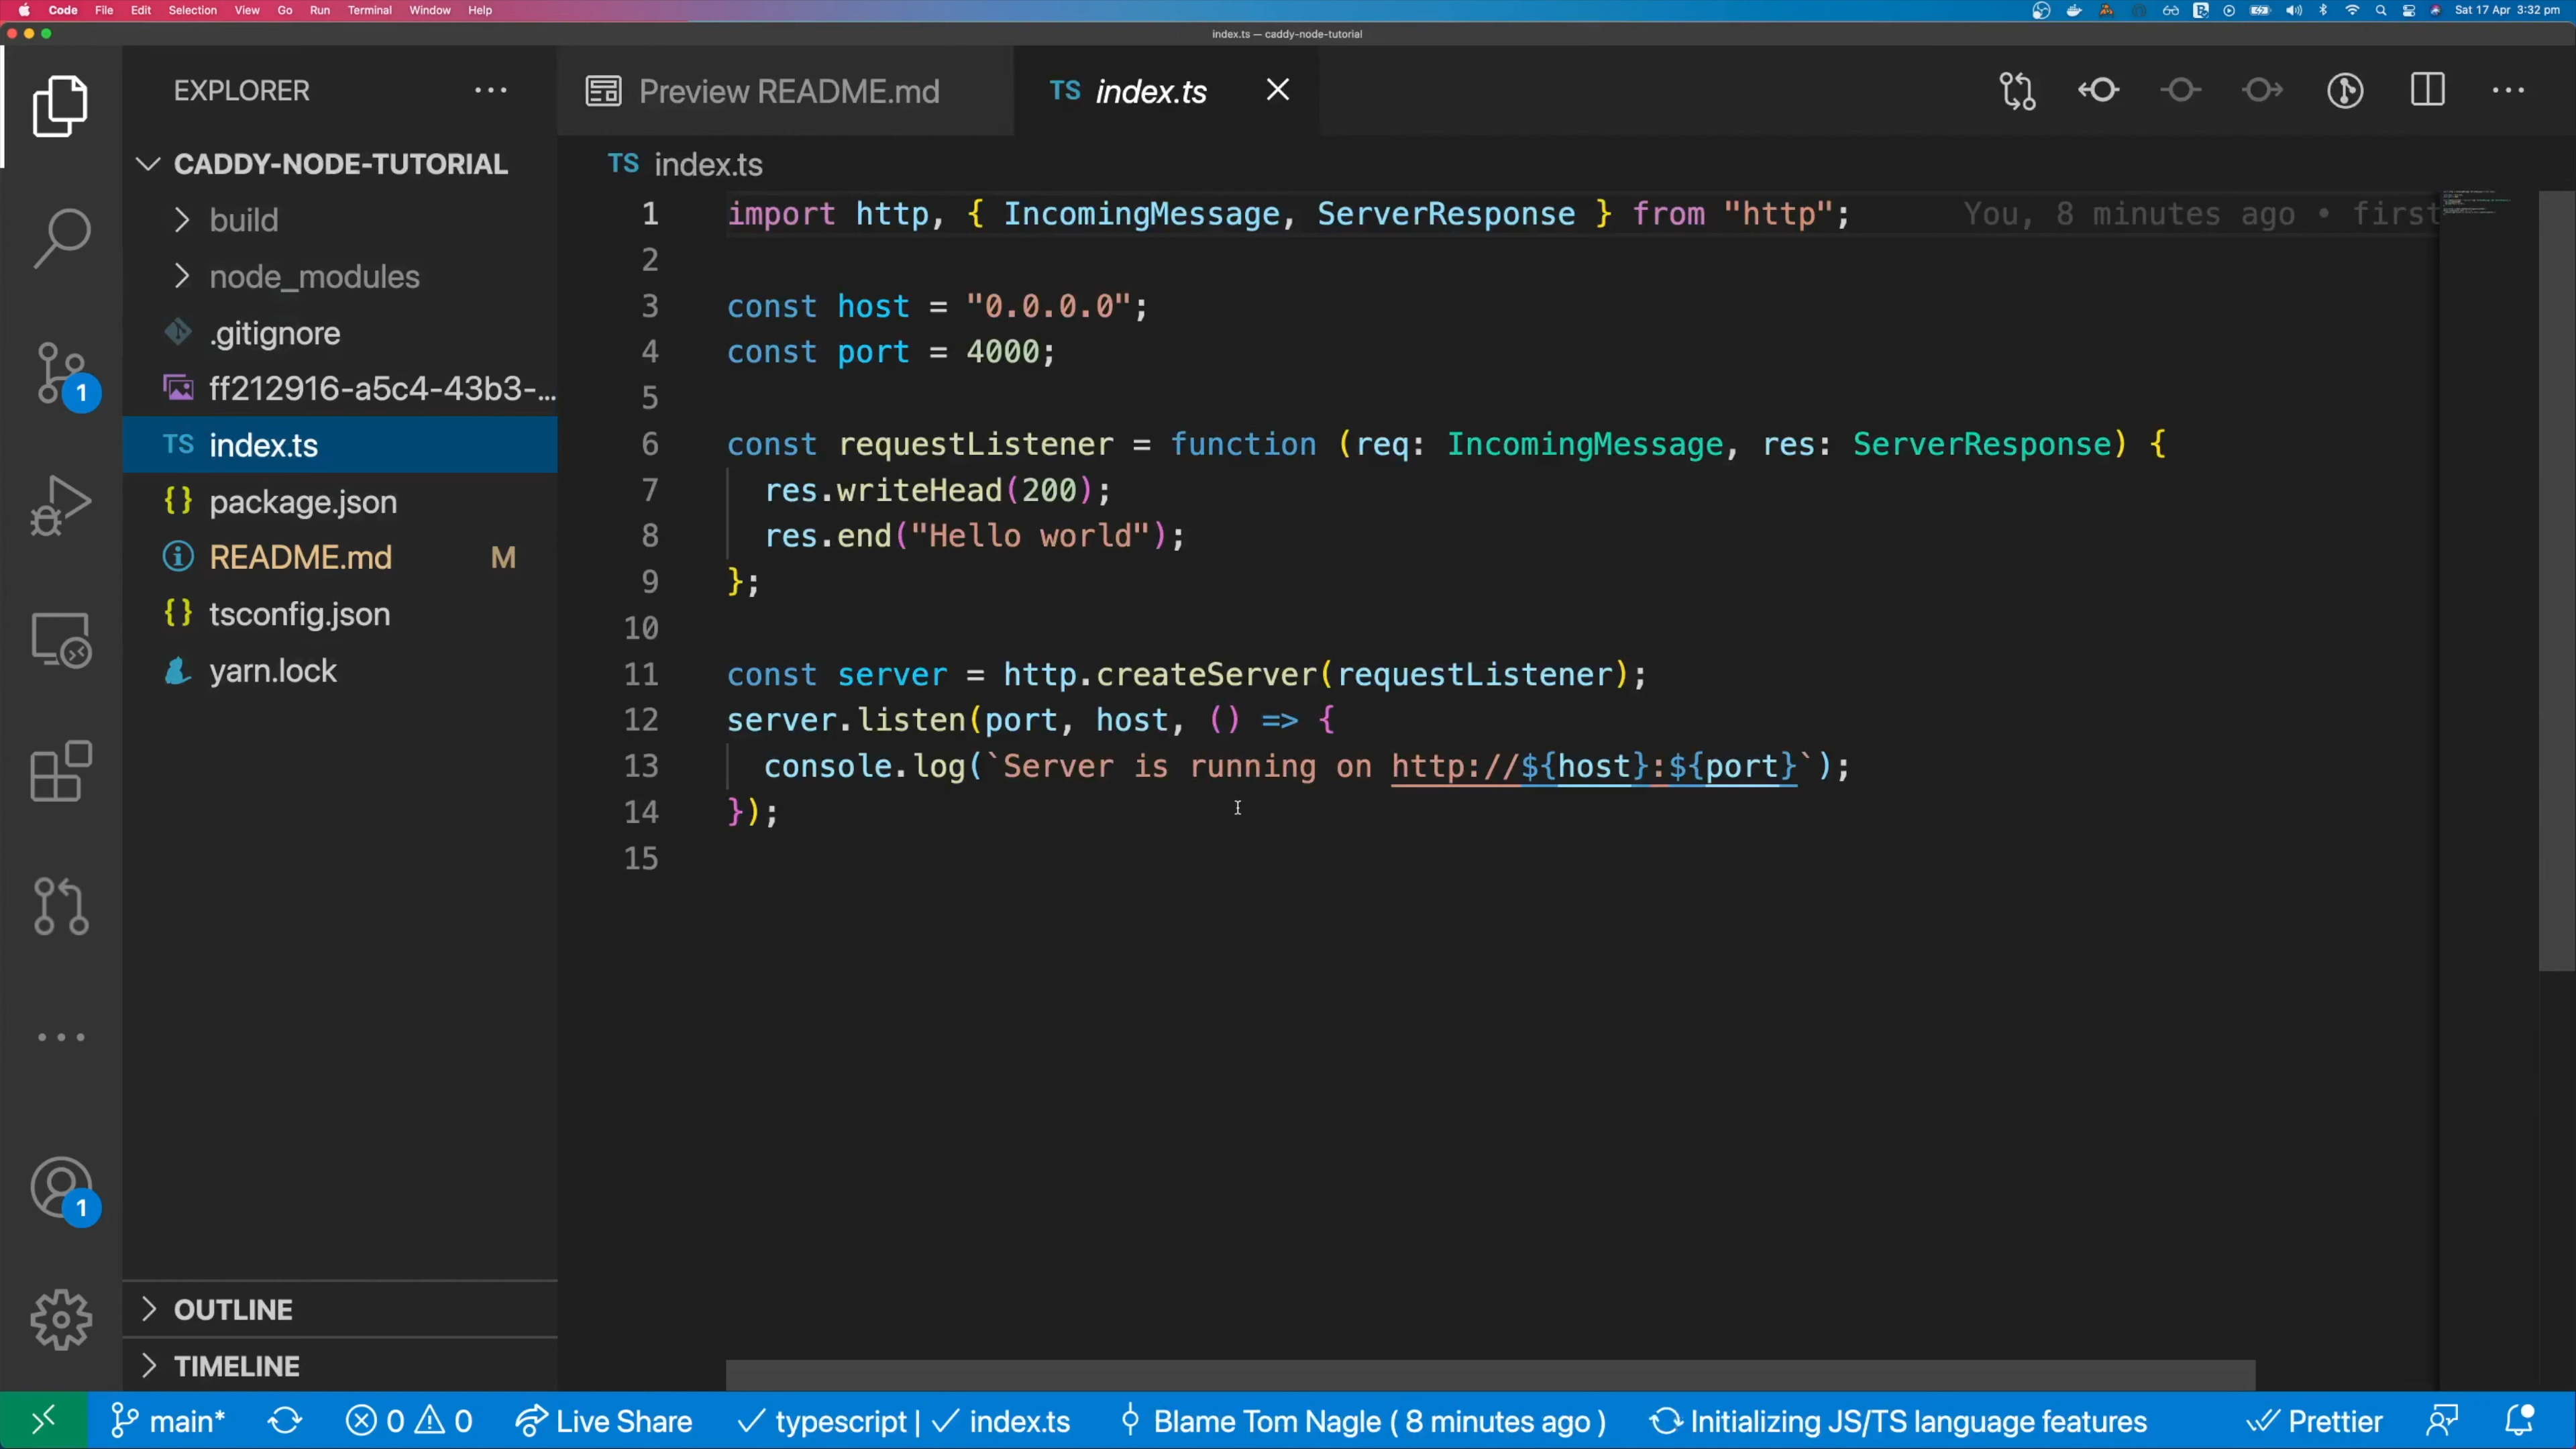 Code File Edit Selection View Go Run Terminal Window Help Sat 17 Apr 3:32 pm
index.ts — caddy-node-tutorial
EXPLORER
Preview README.md
TS index.ts
CADDY-NODE-TUTORIAL
build
node_modules
.gitignore
ff212916-a5c4-43b3-...
TS index.ts
package.json
README.md M
tsconfig.json
yarn.lock
OUTLINE
TIMELINE
1
1
TS index.ts
1 import http, { IncomingMessage, ServerResponse } from "http"; You, 8 minutes ago • first
2
3 const host = "0.0.0.0";
4 const port = 4000;
5
6 const requestListener = function (req: IncomingMessage, res: ServerResponse) {
7 res.writeHead(200);
8 res.end("Hello world");
9 };
10
11 const server = http.createServer(requestListener);
12 server.listen(port, host, () => {
13 console.log(`Server is running on http://${host}:${port}`);
14 });
15
main* 0 0 Live Share typescript | index.ts Blame Tom Nagle ( 8 minutes ago ) Initializing JS/TS language features Prettier